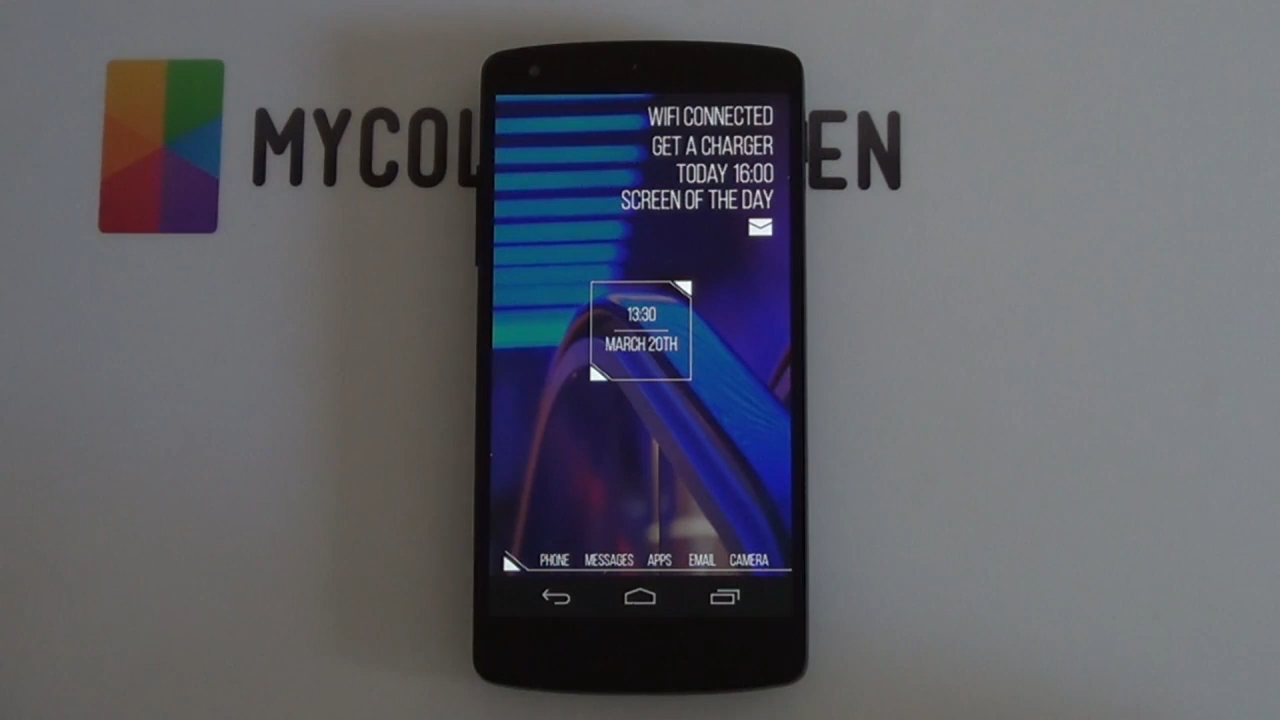 MYCOL EN
WIFI CONNECTED
GET A CHARGER
TODAY 16:00
SCREEN OF THE DAY
13:30
MARCH 20TH
PHONE MESSAGES APPS EMAIL CAMERA